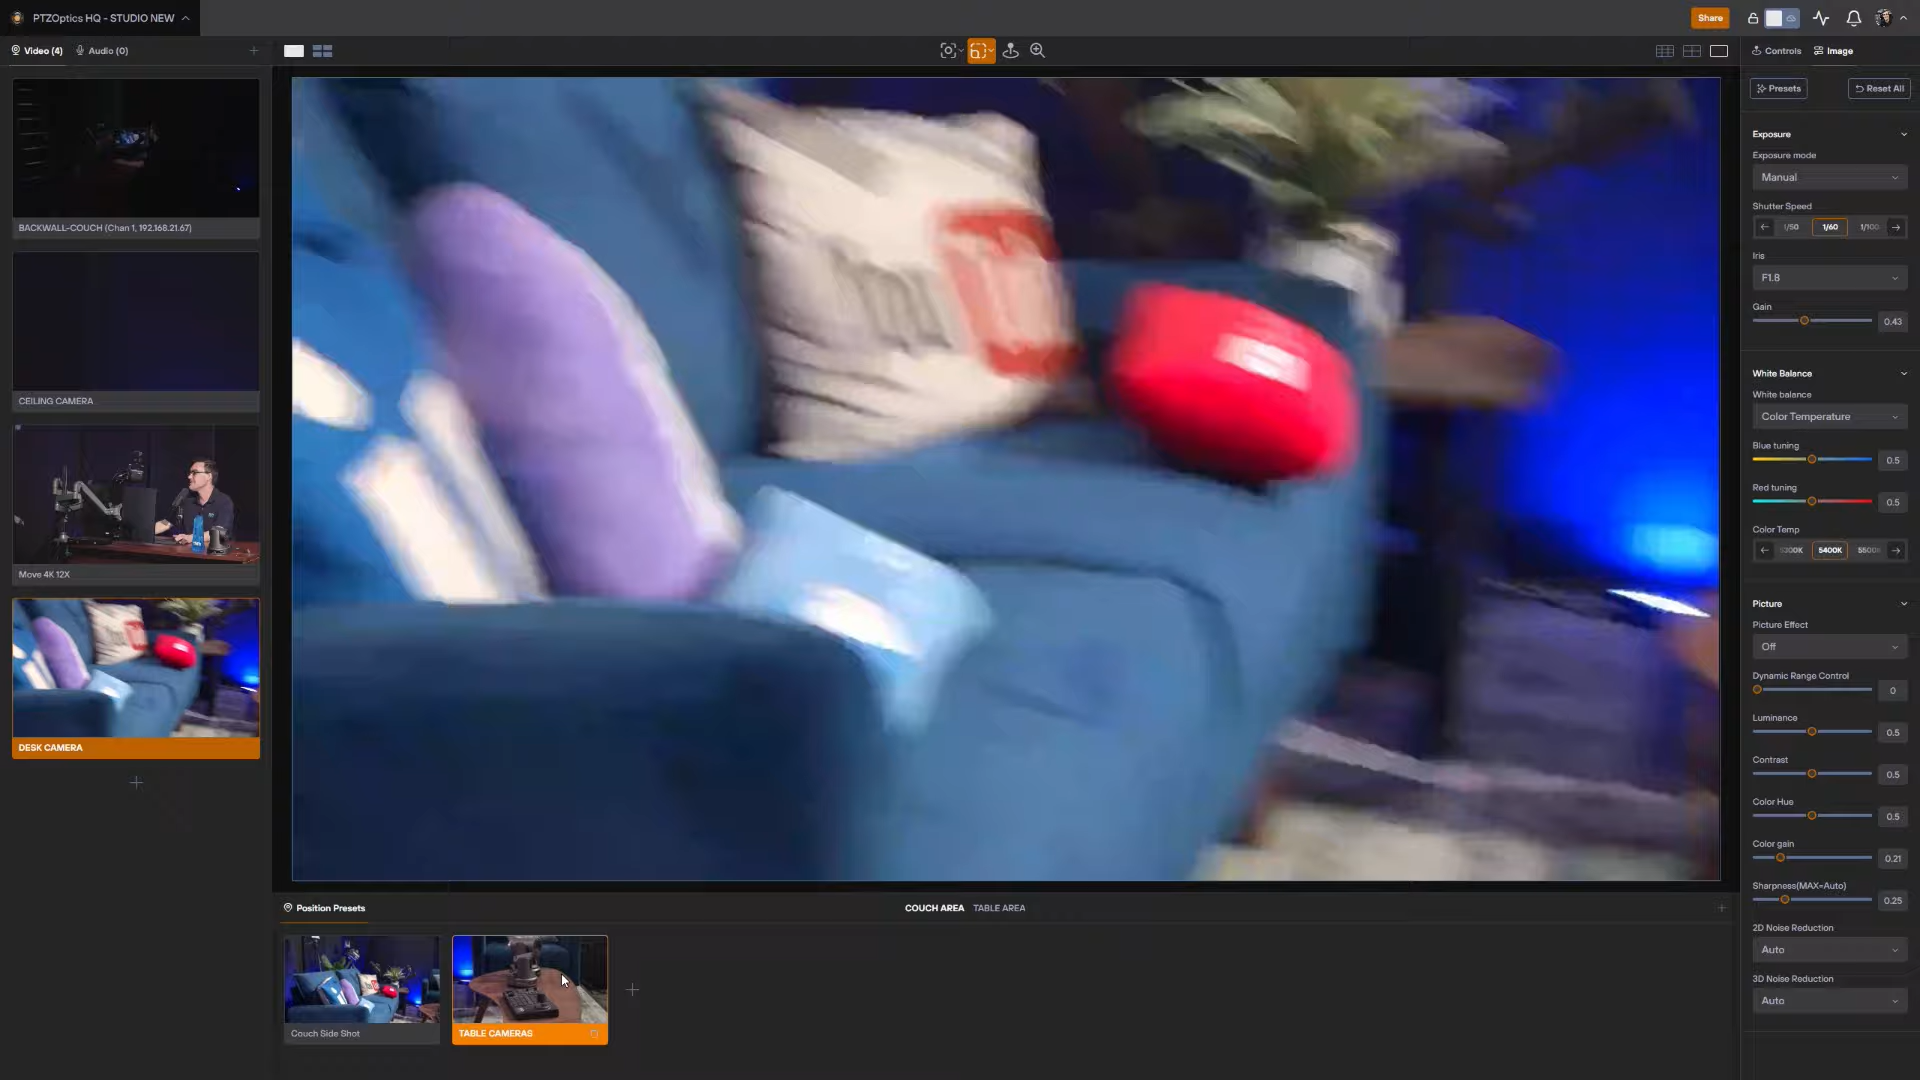 PTZOptics HQ - STUDIO NEW
Share
Video (4)
Audio (0)
Controls
Image
Presets
Reset All
BACKWALL-COUCH (Chan 1, 192.168.21.67)
CEILING CAMERA
Move 4K 12X
DESK CAMERA
Exposure
Exposure mode
Manual
Shutter Speed
1/50
1/60
1/100
Iris
F1.8
Gain
0.43
White Balance
White balance
Color Temperature
Blue tuning
0.5
Red tuning
0.5
Color Temp
5300K
5400K
5500K
Picture
Picture Effect
Off
Dynamic Range Control
0
Luminance
0.5
Contrast
0.5
Color Hue
0.5
Color gain
0.21
Sharpness(MAX=Auto)
0.25
2D Noise Reduction
Auto
3D Noise Reduction
Auto
Position Presets
COUCH AREA
TABLE AREA
Couch Side Shot
TABLE CAMERAS